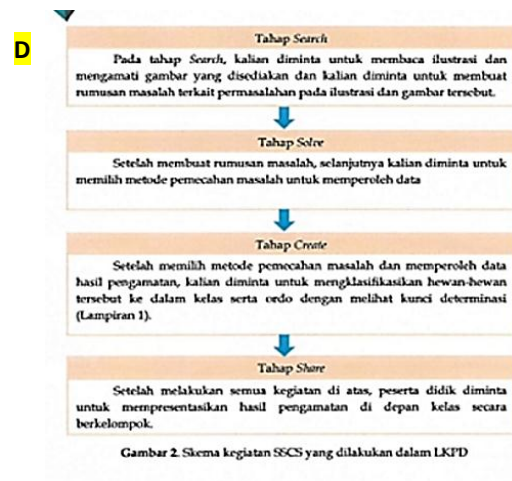 D
Tahap Search
Pada tahap Search, kalian diminta untuk membaca ilustrasi dan
mengamati gambar yang disediakan dan kalian diminta untuk membuat
rumusan masalah terkait permasalahan pada ilustrasi dan gambar tersebut.
Tahap Solve
Setelah membuat rumusan masalah, selanjutnya kalian diminta untuk
memilih metode pemecahan masalah untuk memperoleh data
Tahap Create
Setelah memilih metode pemecahan masalah dan memperoleh data
hasil pengamatan, kalian diminta untuk mengklasifikasikan hewan-hewan
tersebut ke dalam kelas serta ordo dengan melihat kunci determinasi
(Lampiran 1).
Tahap Share
Setelah melakukan semua kegiatan di atas, peserta didik diminta
untuk mempresentasikan hasil pengamatan di depan kelas secara
berkelompok.
Gambar 2. Skema kegiatan SSCS yang dilakukan dalam LKPD